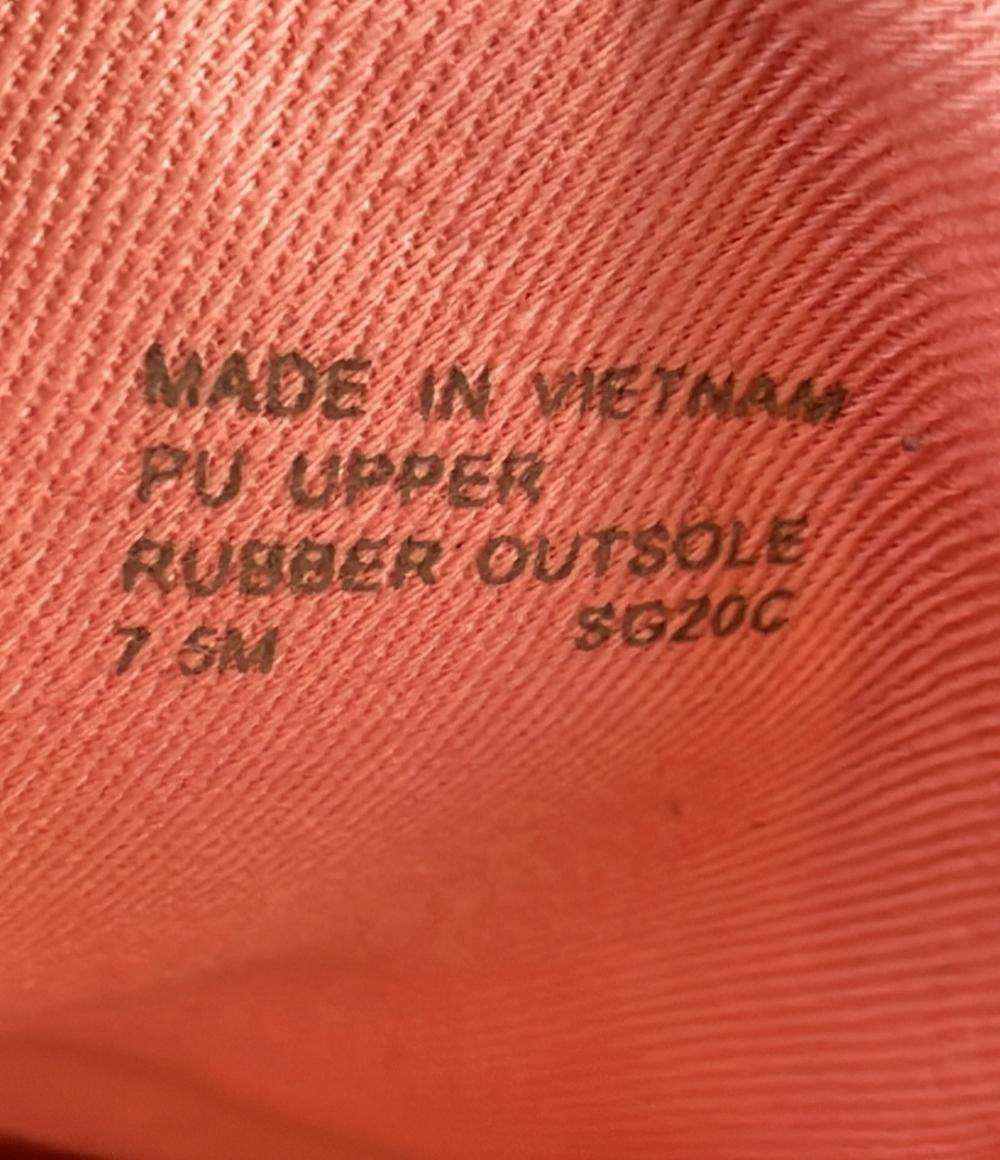 MADE IN VIETNAM
PU UPPER
RUBBER OUTSOLE
7 5M SG20C